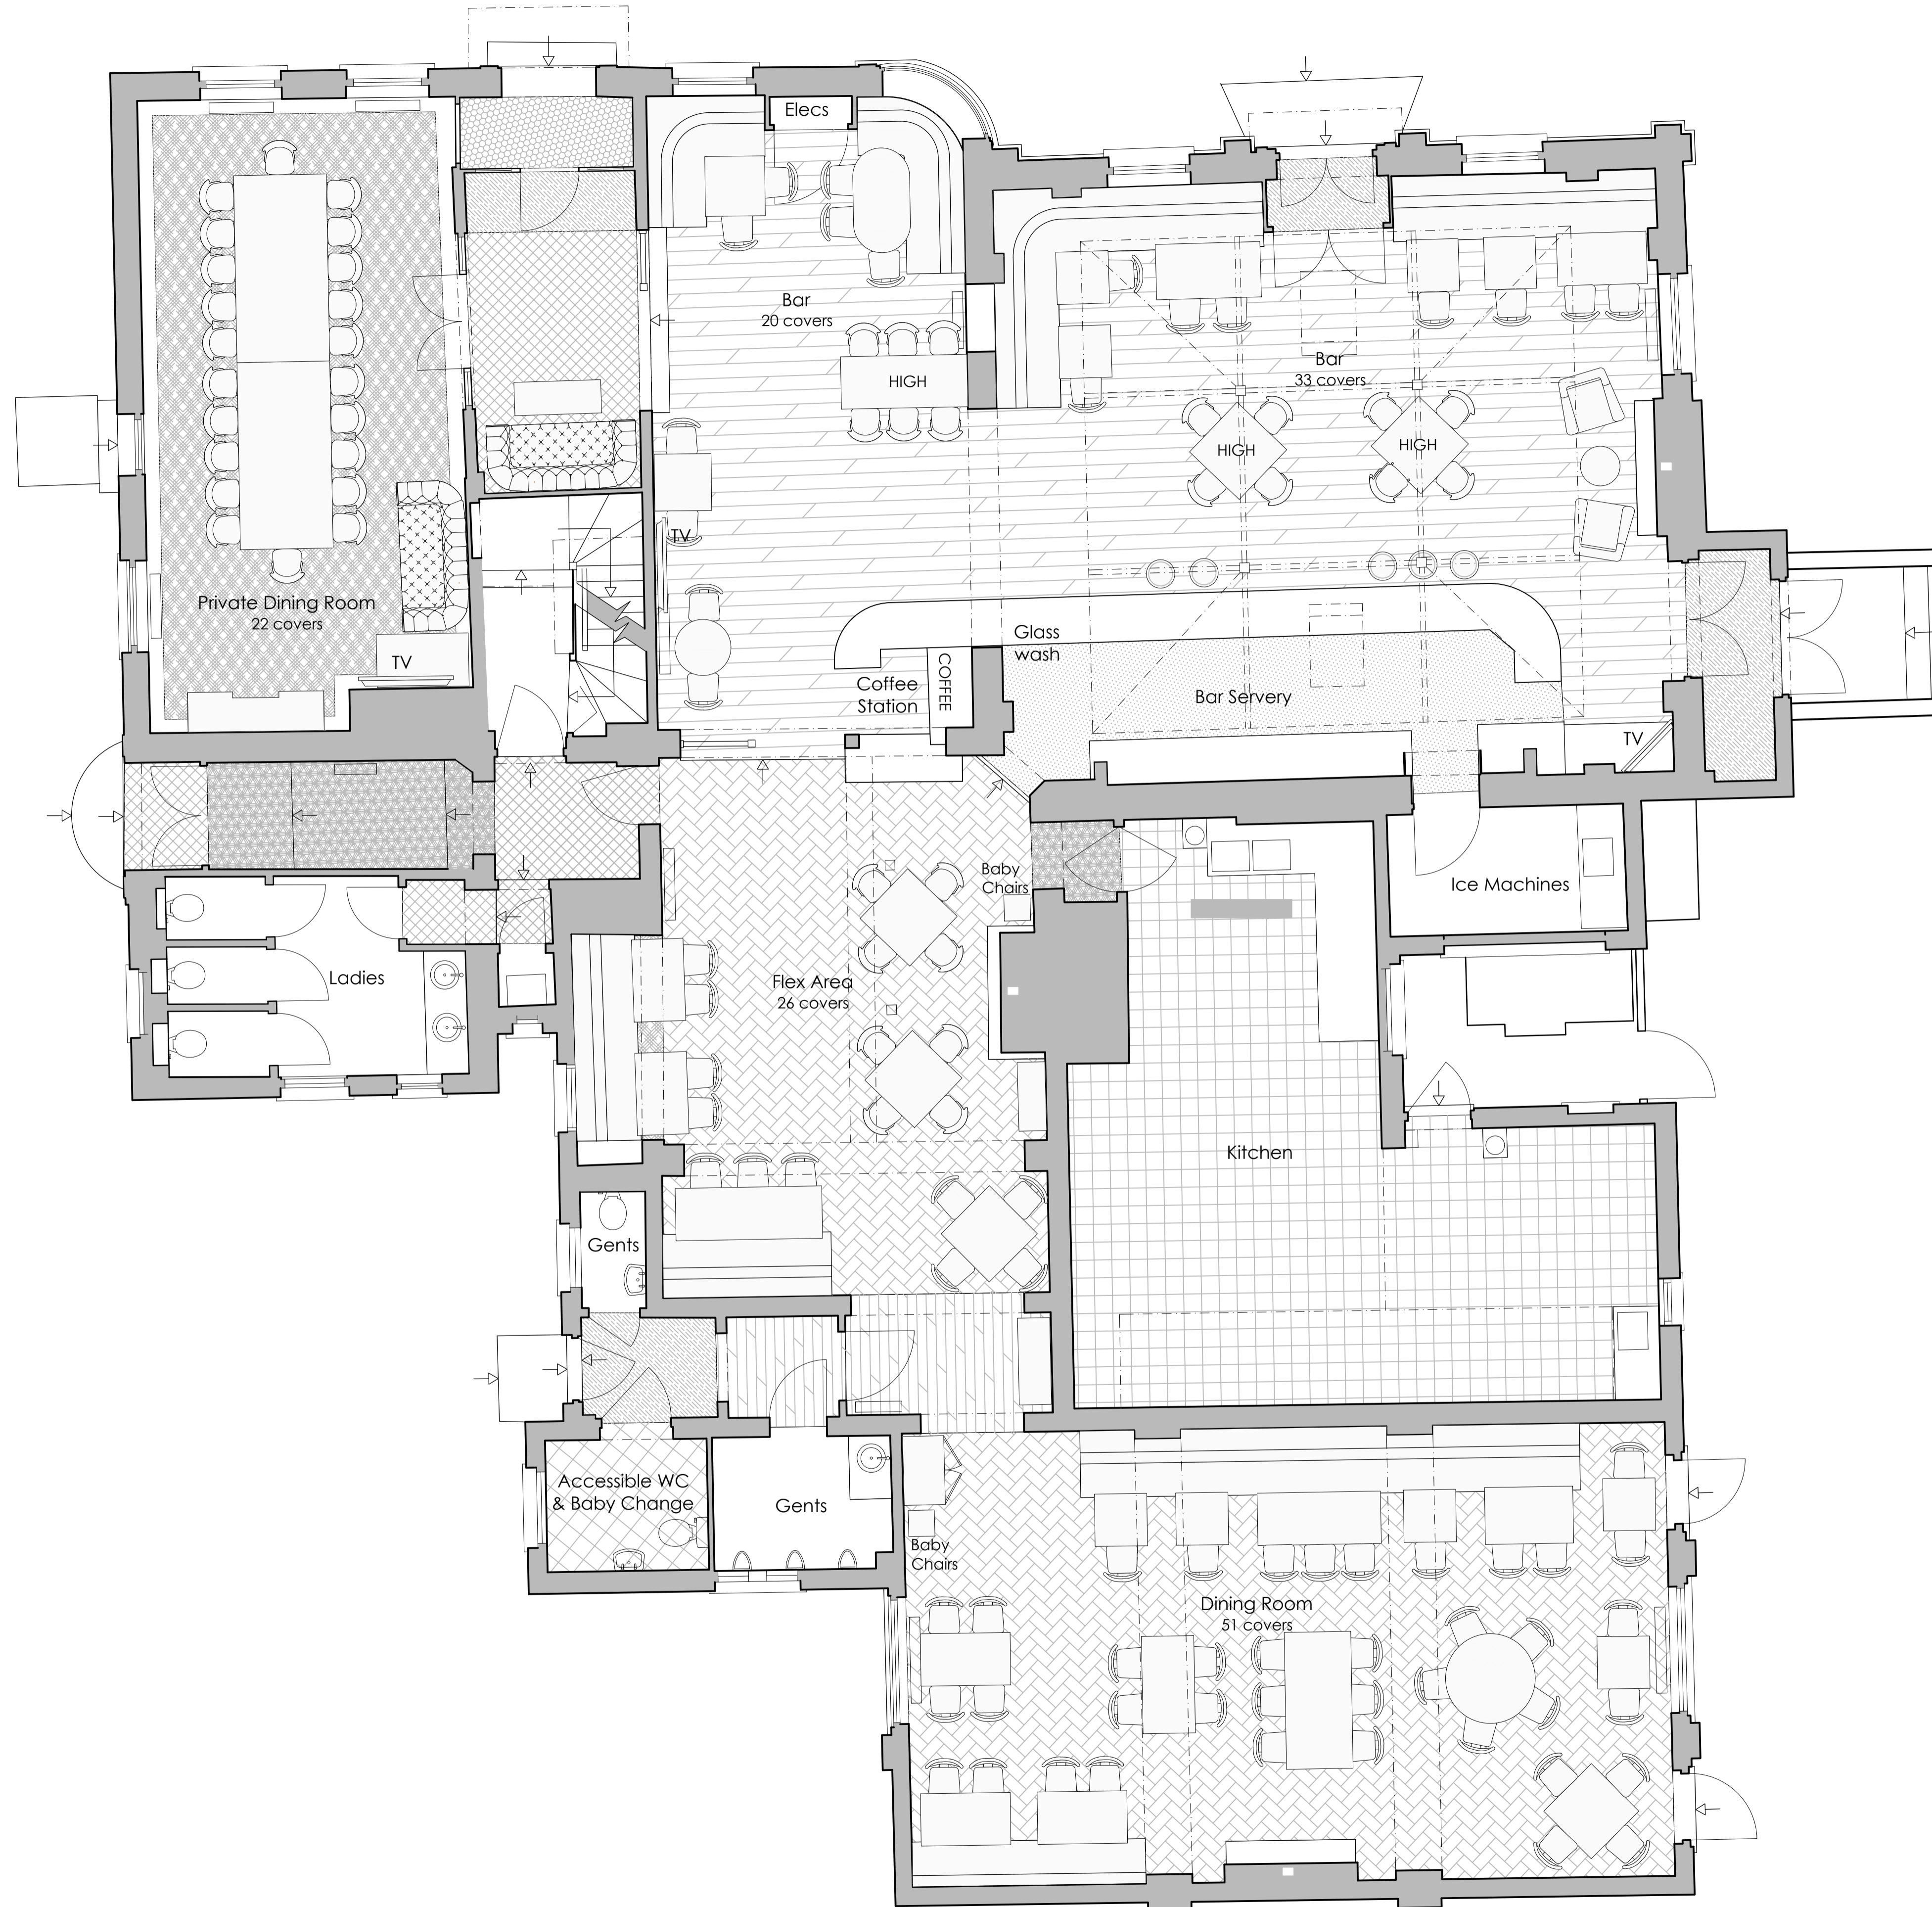 Elecs
Bar
20 covers
HIGH
Bar
33 covers
HIGH
HIGH
TV
Private Dining Room
22 covers
TV
Glass
wash
COFFEE
Coffee
Station
Bar Servery
TV
Baby
Chairs
Ice Machines
Ladies
Flex Area
26 covers
Kitchen
Gents
Accessible WC
& Baby Change
Gents
Baby
Chairs
Dining Room
51 covers